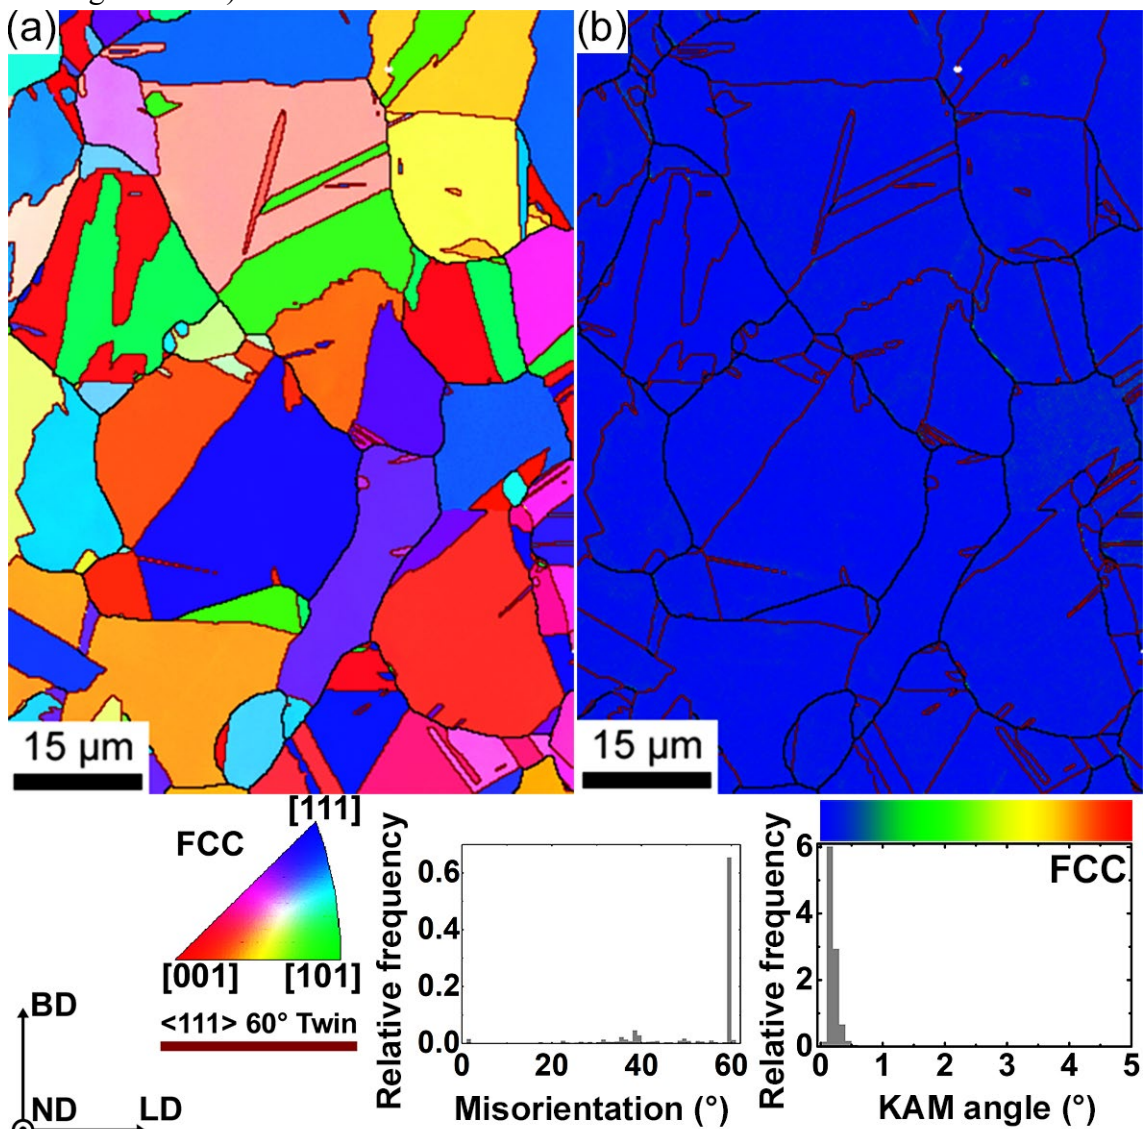 (a)
(b)
15 µm
15 µm
[111]
FCC
[001]
[101]
<111> 60° Twin
BD
ND
LD
Relative frequency
0.6
0.4
0.2
0.0
0
20
40
60
Misorientation (°)
Relative frequency
6
4
2
0
FCC
0
1
2
3
4
5
KAM angle (°)